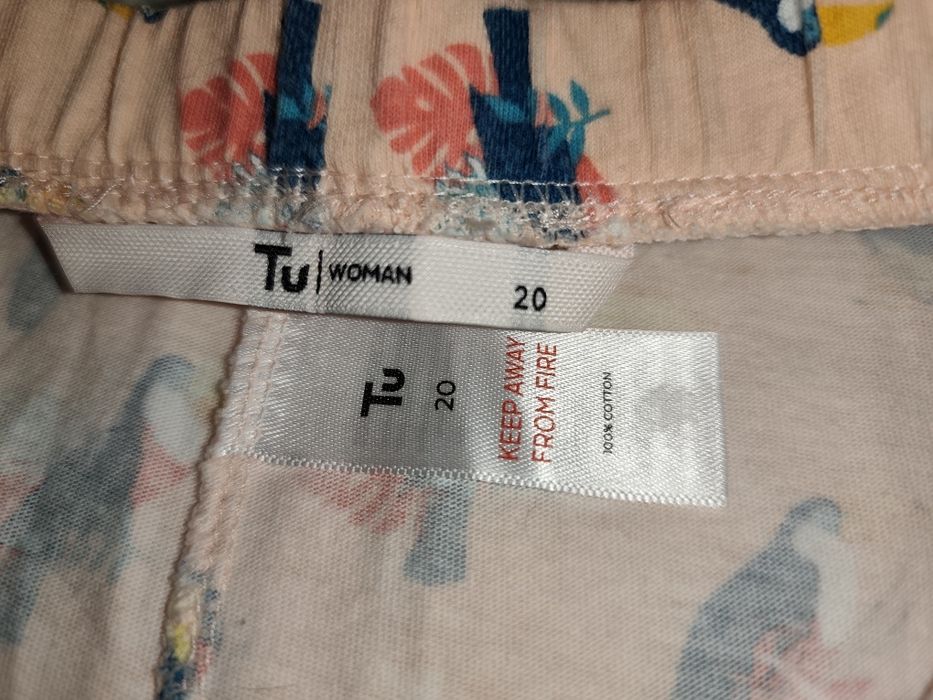 Tu | WOMAN 20
Tu
20
KEEP AWAY
FROM FIRE
100% COTTON